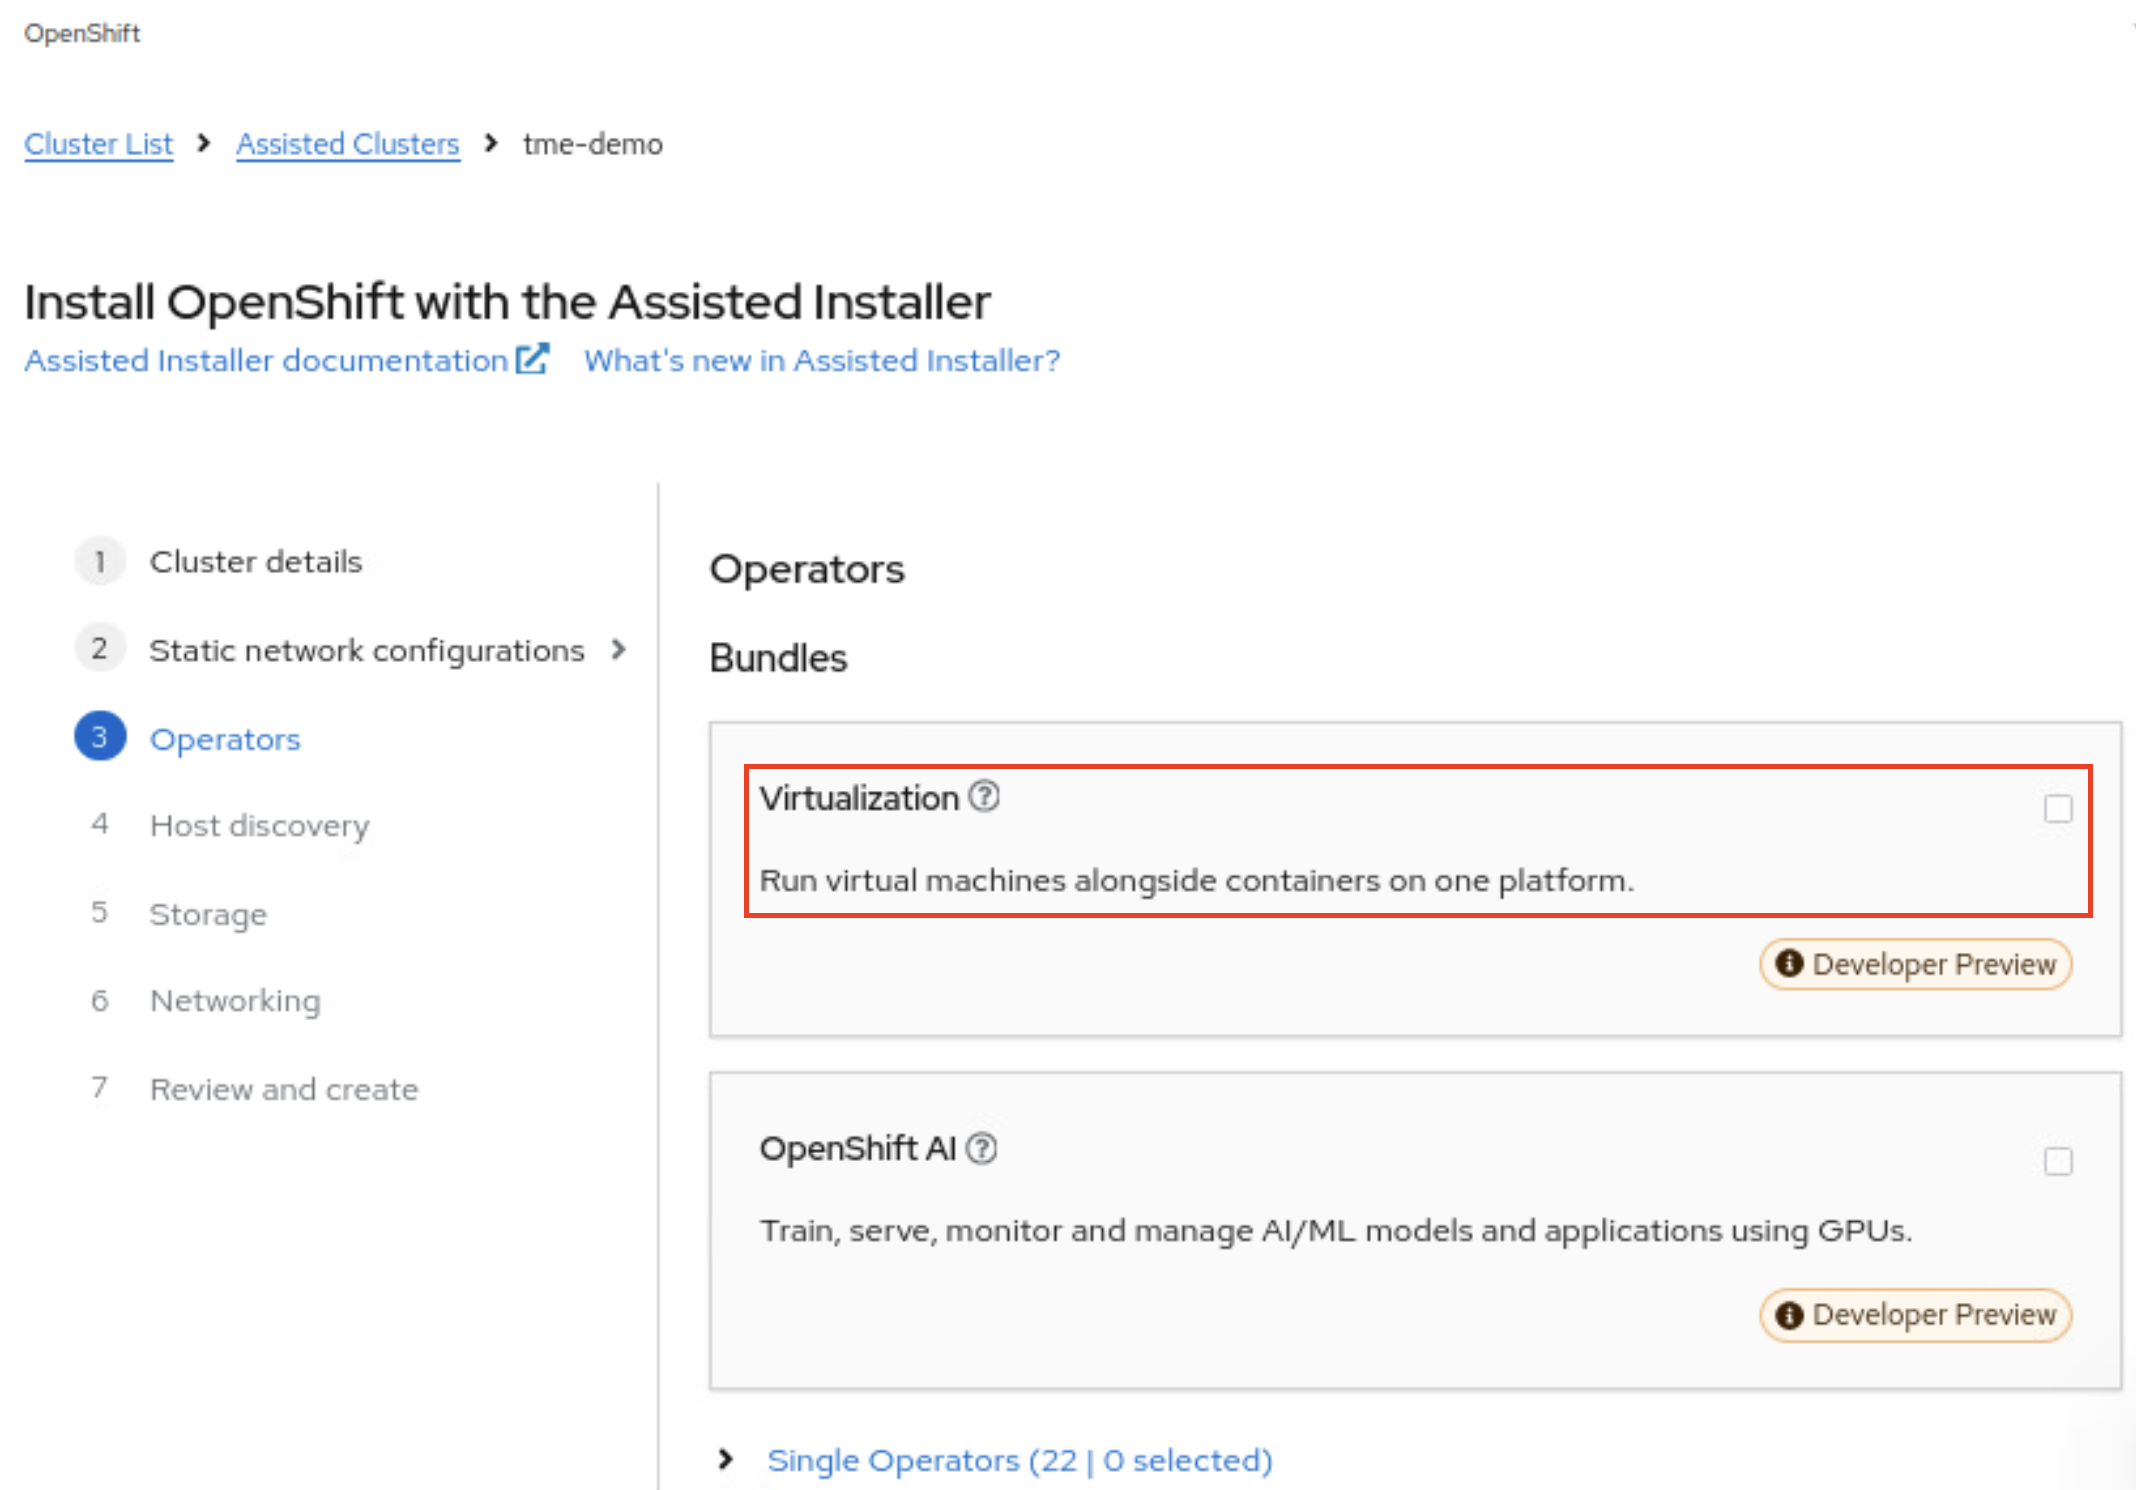 OpenShift
Cluster List > Assisted Clusters > tme-demo
Install OpenShift with the Assisted Installer
Assisted Installer documentation What's new in Assisted Installer?
1 Cluster details
2 Static network configurations >
3 Operators
4 Host discovery
5 Storage
6 Networking
7 Review and create
Operators
Bundles
Virtualization ?
Run virtual machines alongside containers on one platform.
Developer Preview
OpenShift AI ?
Train, serve, monitor and manage AI/ML models and applications using GPUs.
Developer Preview
> Single Operators (22 | 0 selected)